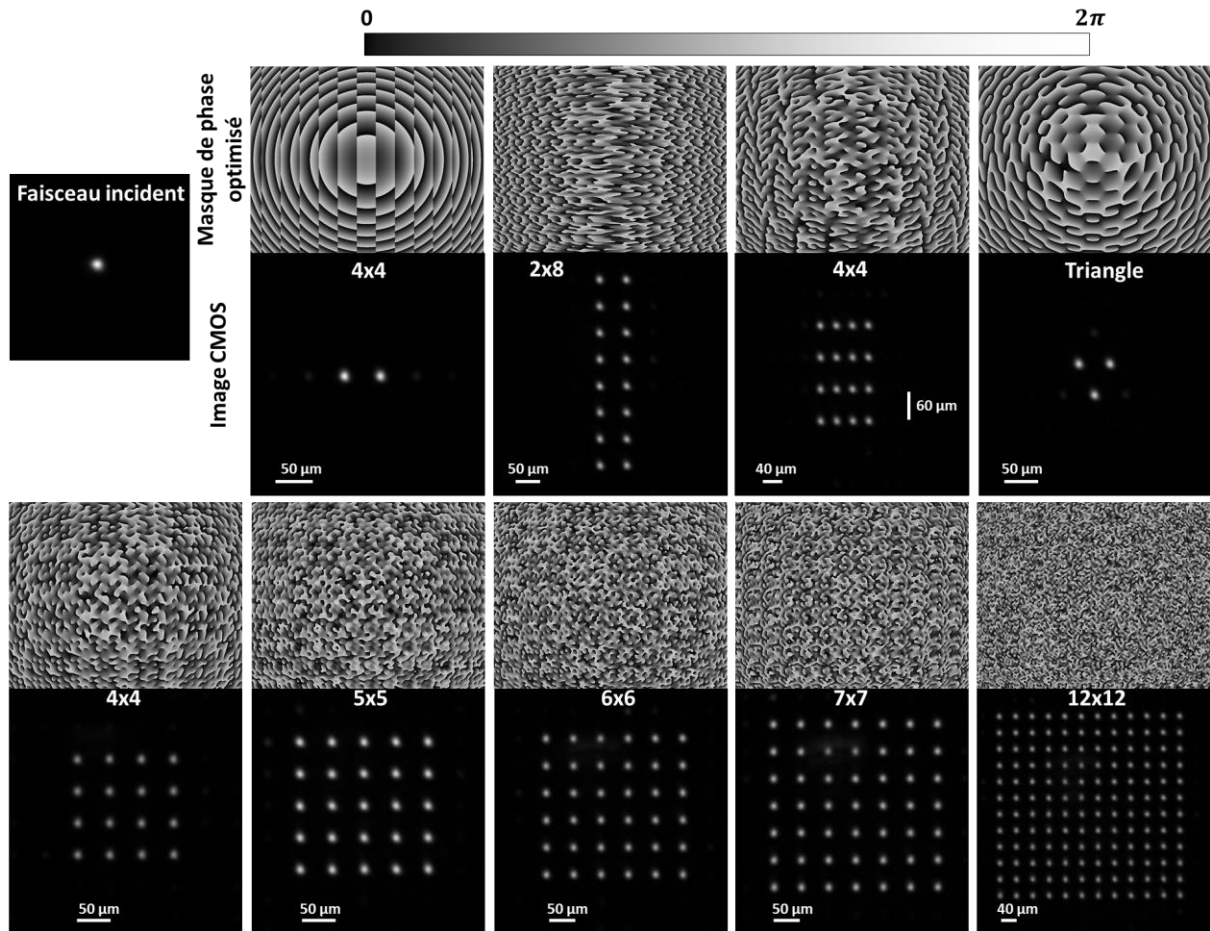 0
2π
Masque de phase
optimisé
Faisceau incident
Image CMOS
4x4
2x8
4x4
Triangle
60 µm
50 µm
50 µm
40 µm
50 µm
4x4
5x5
6x6
7x7
12x12
50 µm
50 µm
50 µm
50 µm
40 µm